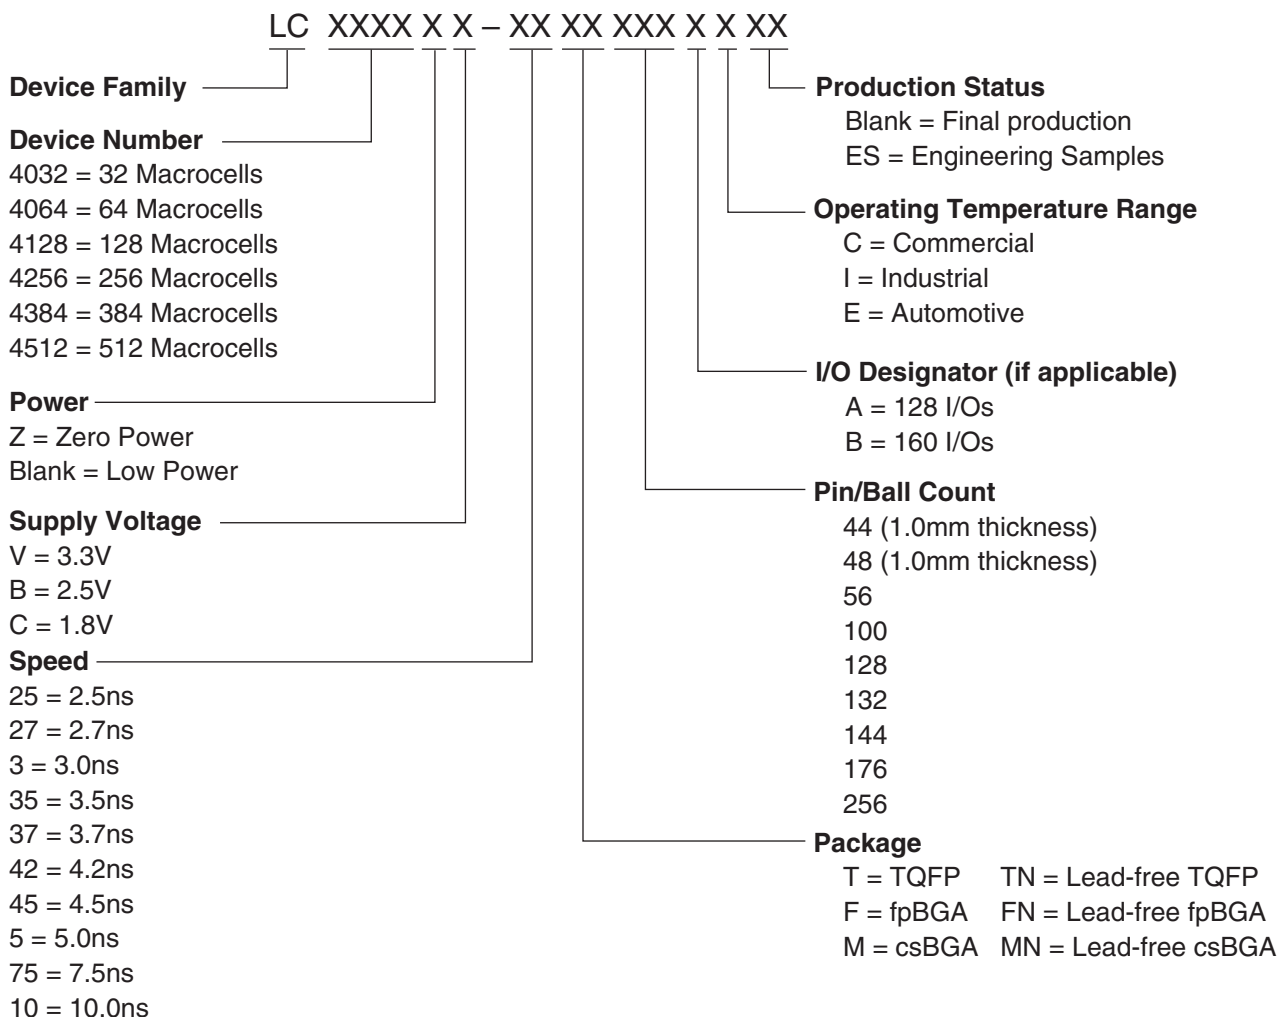 LC XXXX X X – XX XX XXX X X XX
Device Family
Device Number
4032 = 32 Macrocells
4064 = 64 Macrocells
4128 = 128 Macrocells
4256 = 256 Macrocells
4384 = 384 Macrocells
4512 = 512 Macrocells
Power
Z = Zero Power
Blank = Low Power
Supply Voltage
V = 3.3V
B = 2.5V
C = 1.8V
Speed
25 = 2.5ns
27 = 2.7ns
3 = 3.0ns
35 = 3.5ns
37 = 3.7ns
42 = 4.2ns
45 = 4.5ns
5 = 5.0ns
75 = 7.5ns
10 = 10.0ns
Production Status
Blank = Final production
ES = Engineering Samples
Operating Temperature Range
C = Commercial
I = Industrial
E = Automotive
I/O Designator (if applicable)
A = 128 I/Os
B = 160 I/Os
Pin/Ball Count
44 (1.0mm thickness)
48 (1.0mm thickness)
56
100
128
132
144
176
256
Package
T = TQFP TN = Lead-free TQFP
F = fpBGA FN = Lead-free fpBGA
M = csBGA MN = Lead-free csBGA